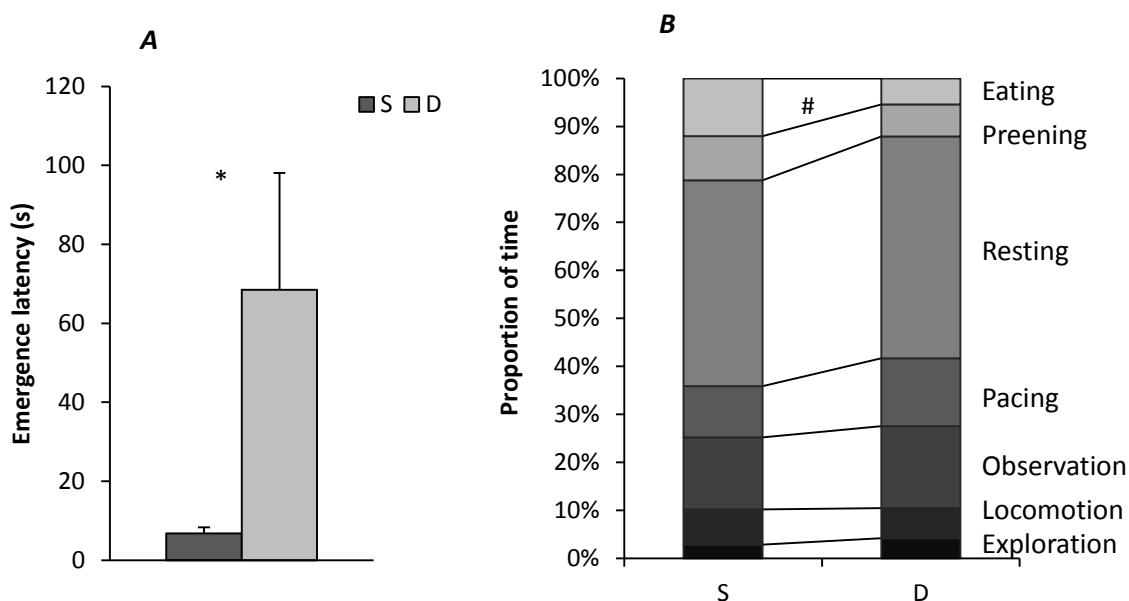 A
Emergence latency (s)
120
100
80
60
40
20
0
*
S D
B
Proportion of time
100%
90%
80%
70%
60%
50%
40%
30%
20%
10%
0%
#
Eating
Preening
Resting
Pacing
Observation
Locomotion
Exploration
S D